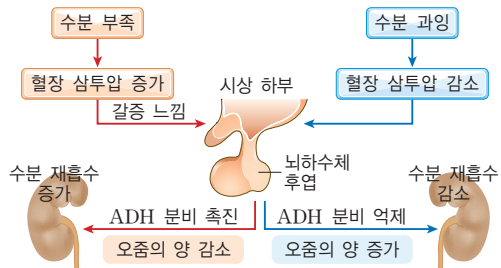 수분 부족
수분 과잉
혈장 삼투압 증가
시상 하부
혈장 삼투압 감소
갈증 느낌
뇌하수체
후엽
수분 재흡수
증가
수분 재흡수
감소
ADH 분비 촉진
ADH 분비 억제
오줌의 양 감소
오줌의 양 증가